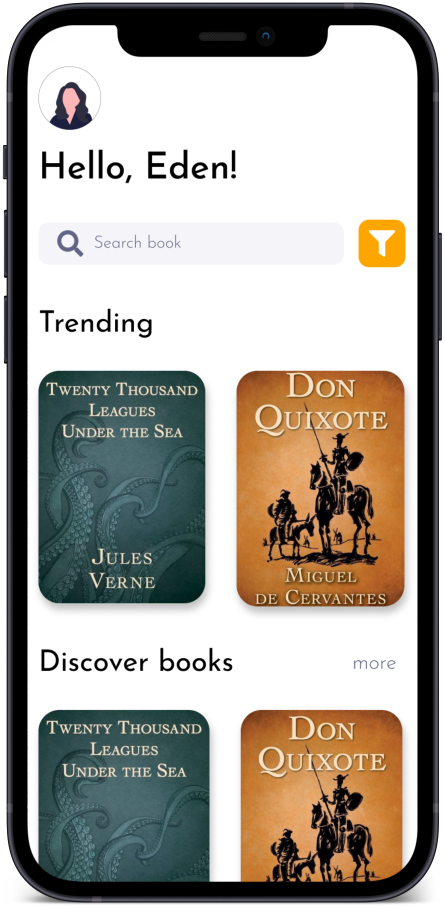 Hello, Eden!
Search book
Trending
Twenty Thousand
Leagues
Under the Sea
Jules
Verne
Don
Quixote
Miguel
de Cervantes
Discover books
more
Twenty Thousand
Leagues
Under the Sea
Don
Quixote